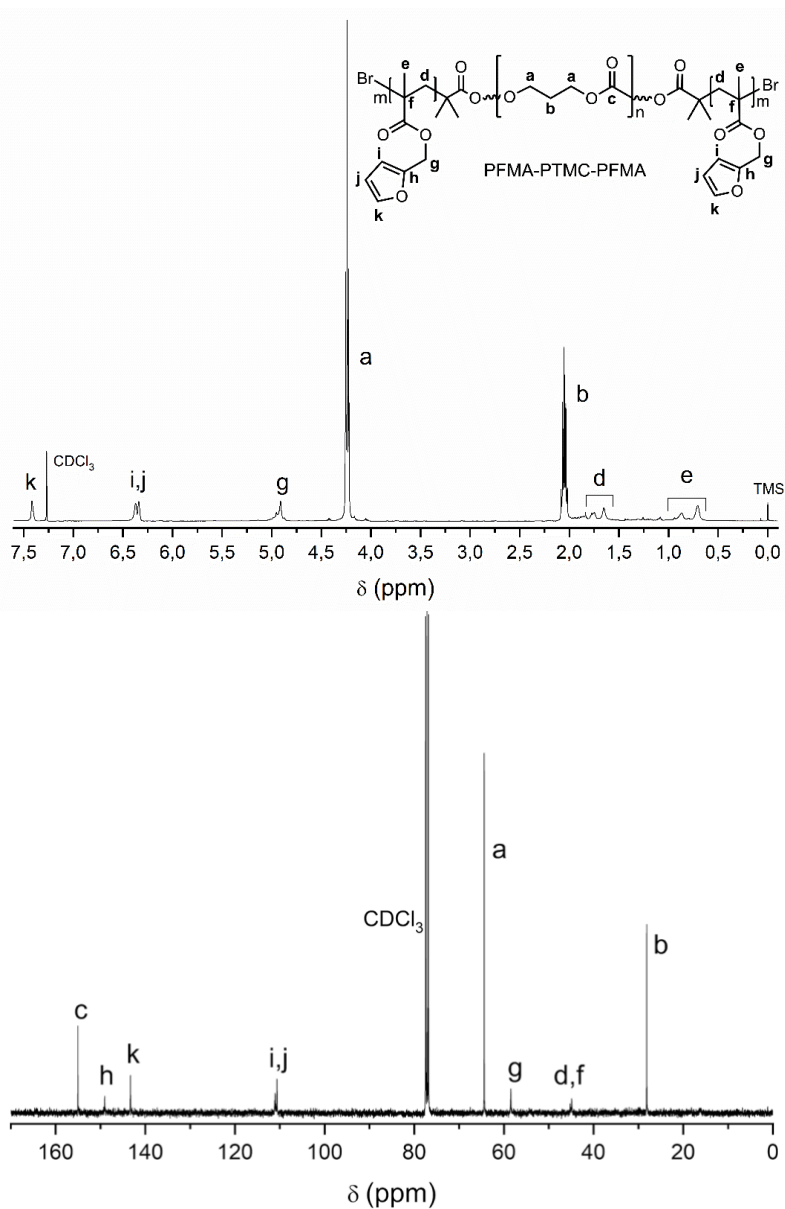 e
d
O
O
a
a
O
O
d
e
Br
m
f
O
O
b
O
c
n
O
f
m
Br
O
O
i
g
j
h
O
k
PFMA-PTMC-PFMA
O
O
i
g
j
h
O
k
a
b
k
CDCl3
i,j
g
d
e
TMS
7,5 7,0 6,5 6,0 5,5 5,0 4,5 4,0 3,5 3,0 2,5 2,0 1,5 1,0 0,5 0,0
δ (ppm)
a
CDCl3
b
c
h
k
i,j
g
d,f
160 140 120 100 80 60 40 20 0
δ (ppm)